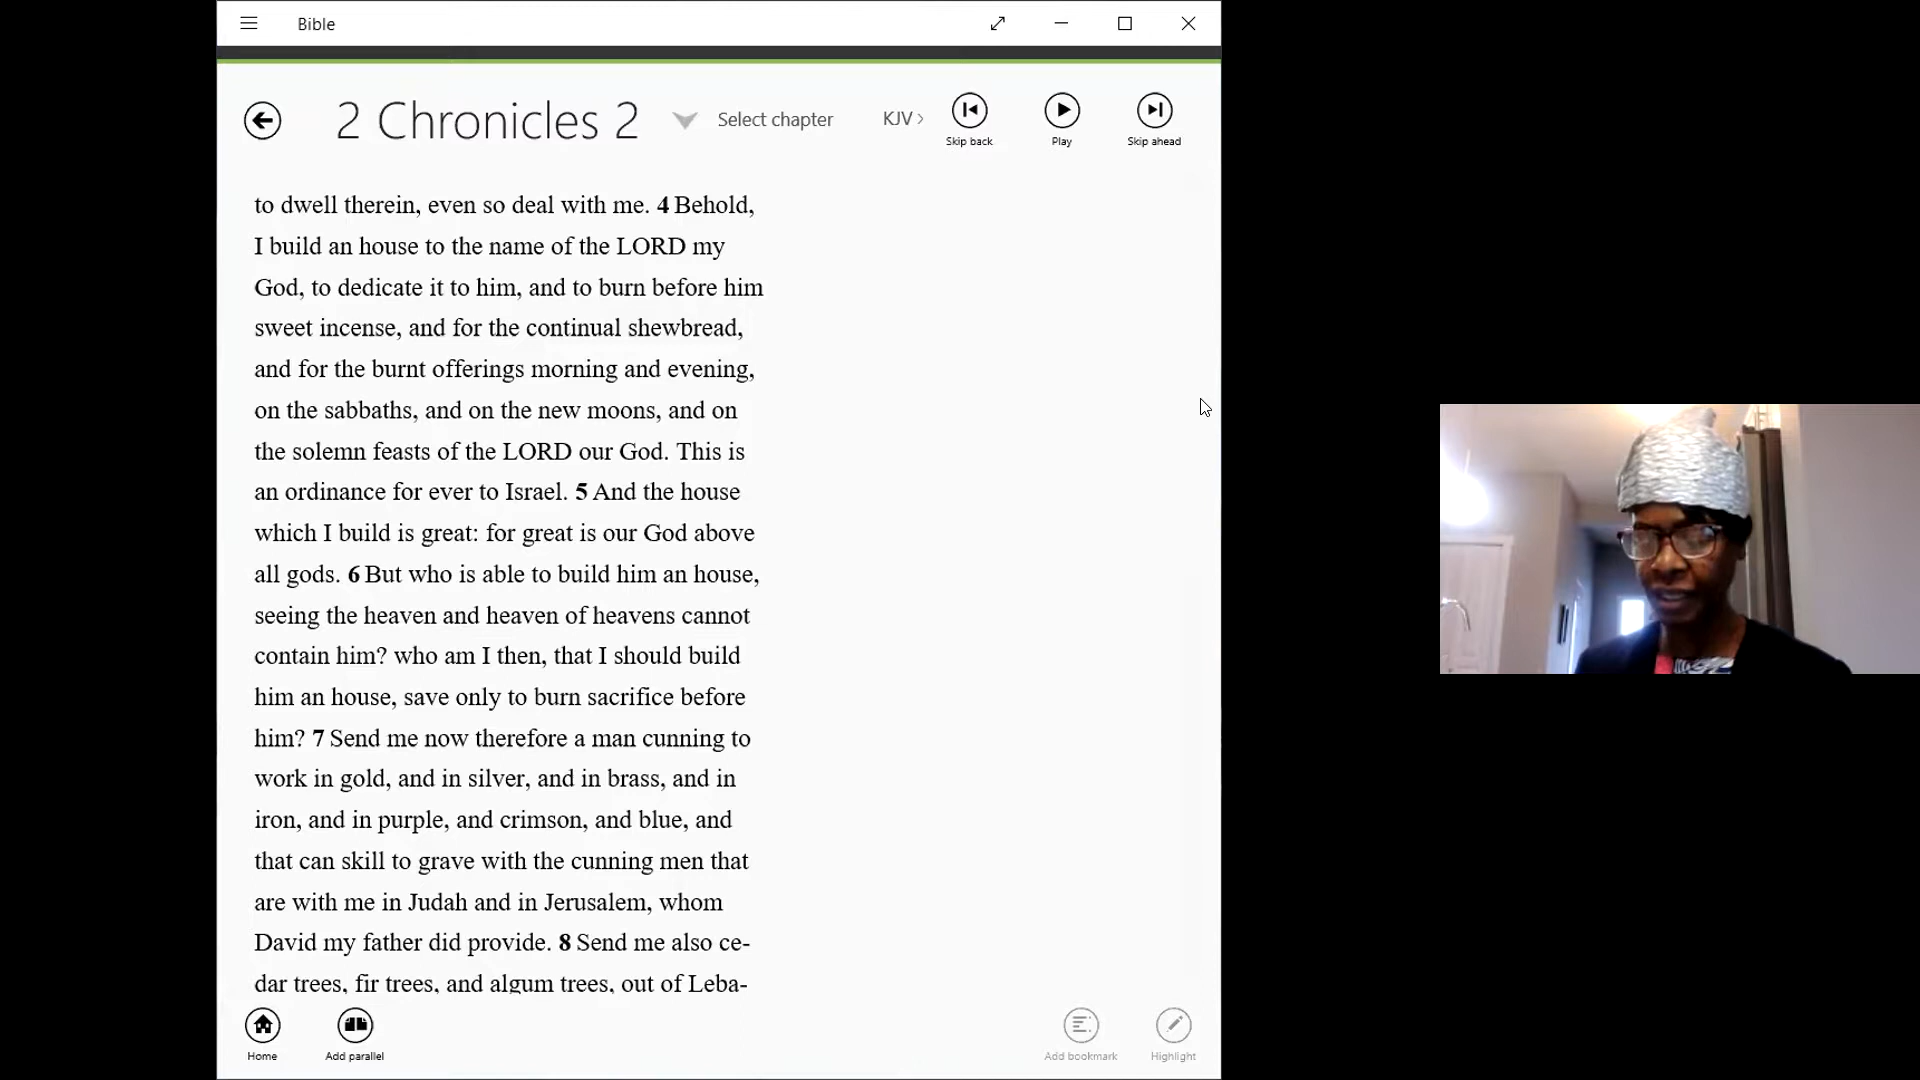 Bible
2 Chronicles 2
Select chapter
KJV
Skip back
Play
Skip ahead
to dwell therein, even so deal with me. 4 Behold,
I build an house to the name of the LORD my
God, to dedicate it to him, and to burn before him
sweet incense, and for the continual shewbread,
and for the burnt offerings morning and evening,
on the sabbaths, and on the new moons, and on
the solemn feasts of the LORD our God. This is
an ordinance for ever to Israel. 5 And the house
which I build is great: for great is our God above
all gods. 6 But who is able to build him an house,
seeing the heaven and heaven of heavens cannot
contain him? who am I then, that I should build
him an house, save only to burn sacrifice before
him? 7 Send me now therefore a man cunning to
work in gold, and in silver, and in brass, and in
iron, and in purple, and crimson, and blue, and
that can skill to grave with the cunning men that
are with me in Judah and in Jerusalem, whom
David my father did provide. 8 Send me also ce-
dar trees, fir trees, and algum trees, out of Leba-
Home
Add parallel
Add bookmark
Highlight